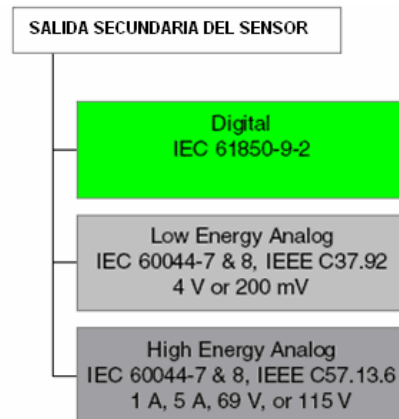 SALIDA SECUNDARIA DEL SENSOR
Digital
IEC 61850-9-2
Low Energy Analog
IEC 60044-7 & 8, IEEE C37.92
4 V or 200 mV
High Energy Analog
IEC 60044-7 & 8, IEEE C57.13.6
1 A, 5 A, 69 V, or 115 V